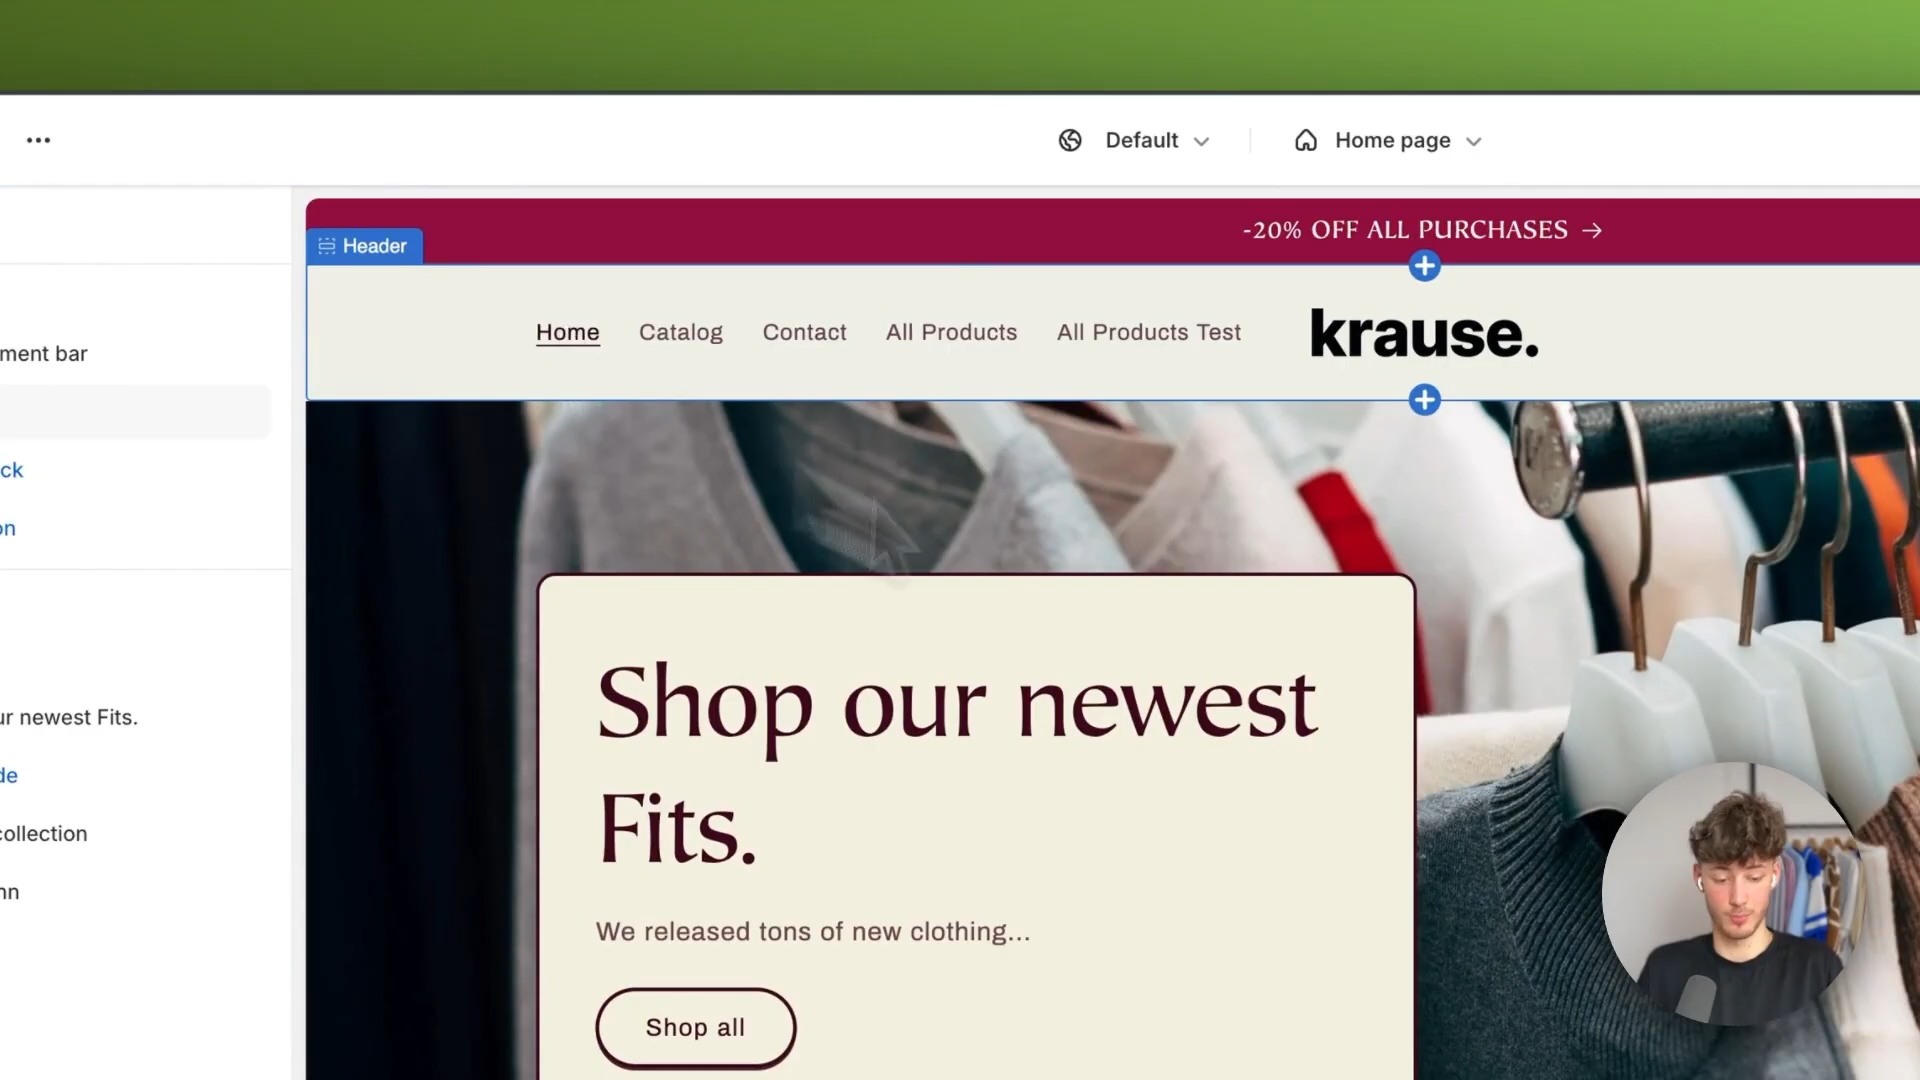 Default
Home page
-20% OFF ALL PURCHASES →
Header
Home Catalog Contact All Products All Products Test
krause.
ment bar
ck
on
ur newest Fits.
de
collection
nn
Shop our newest
Fits.
We released tons of new clothing...
Shop all